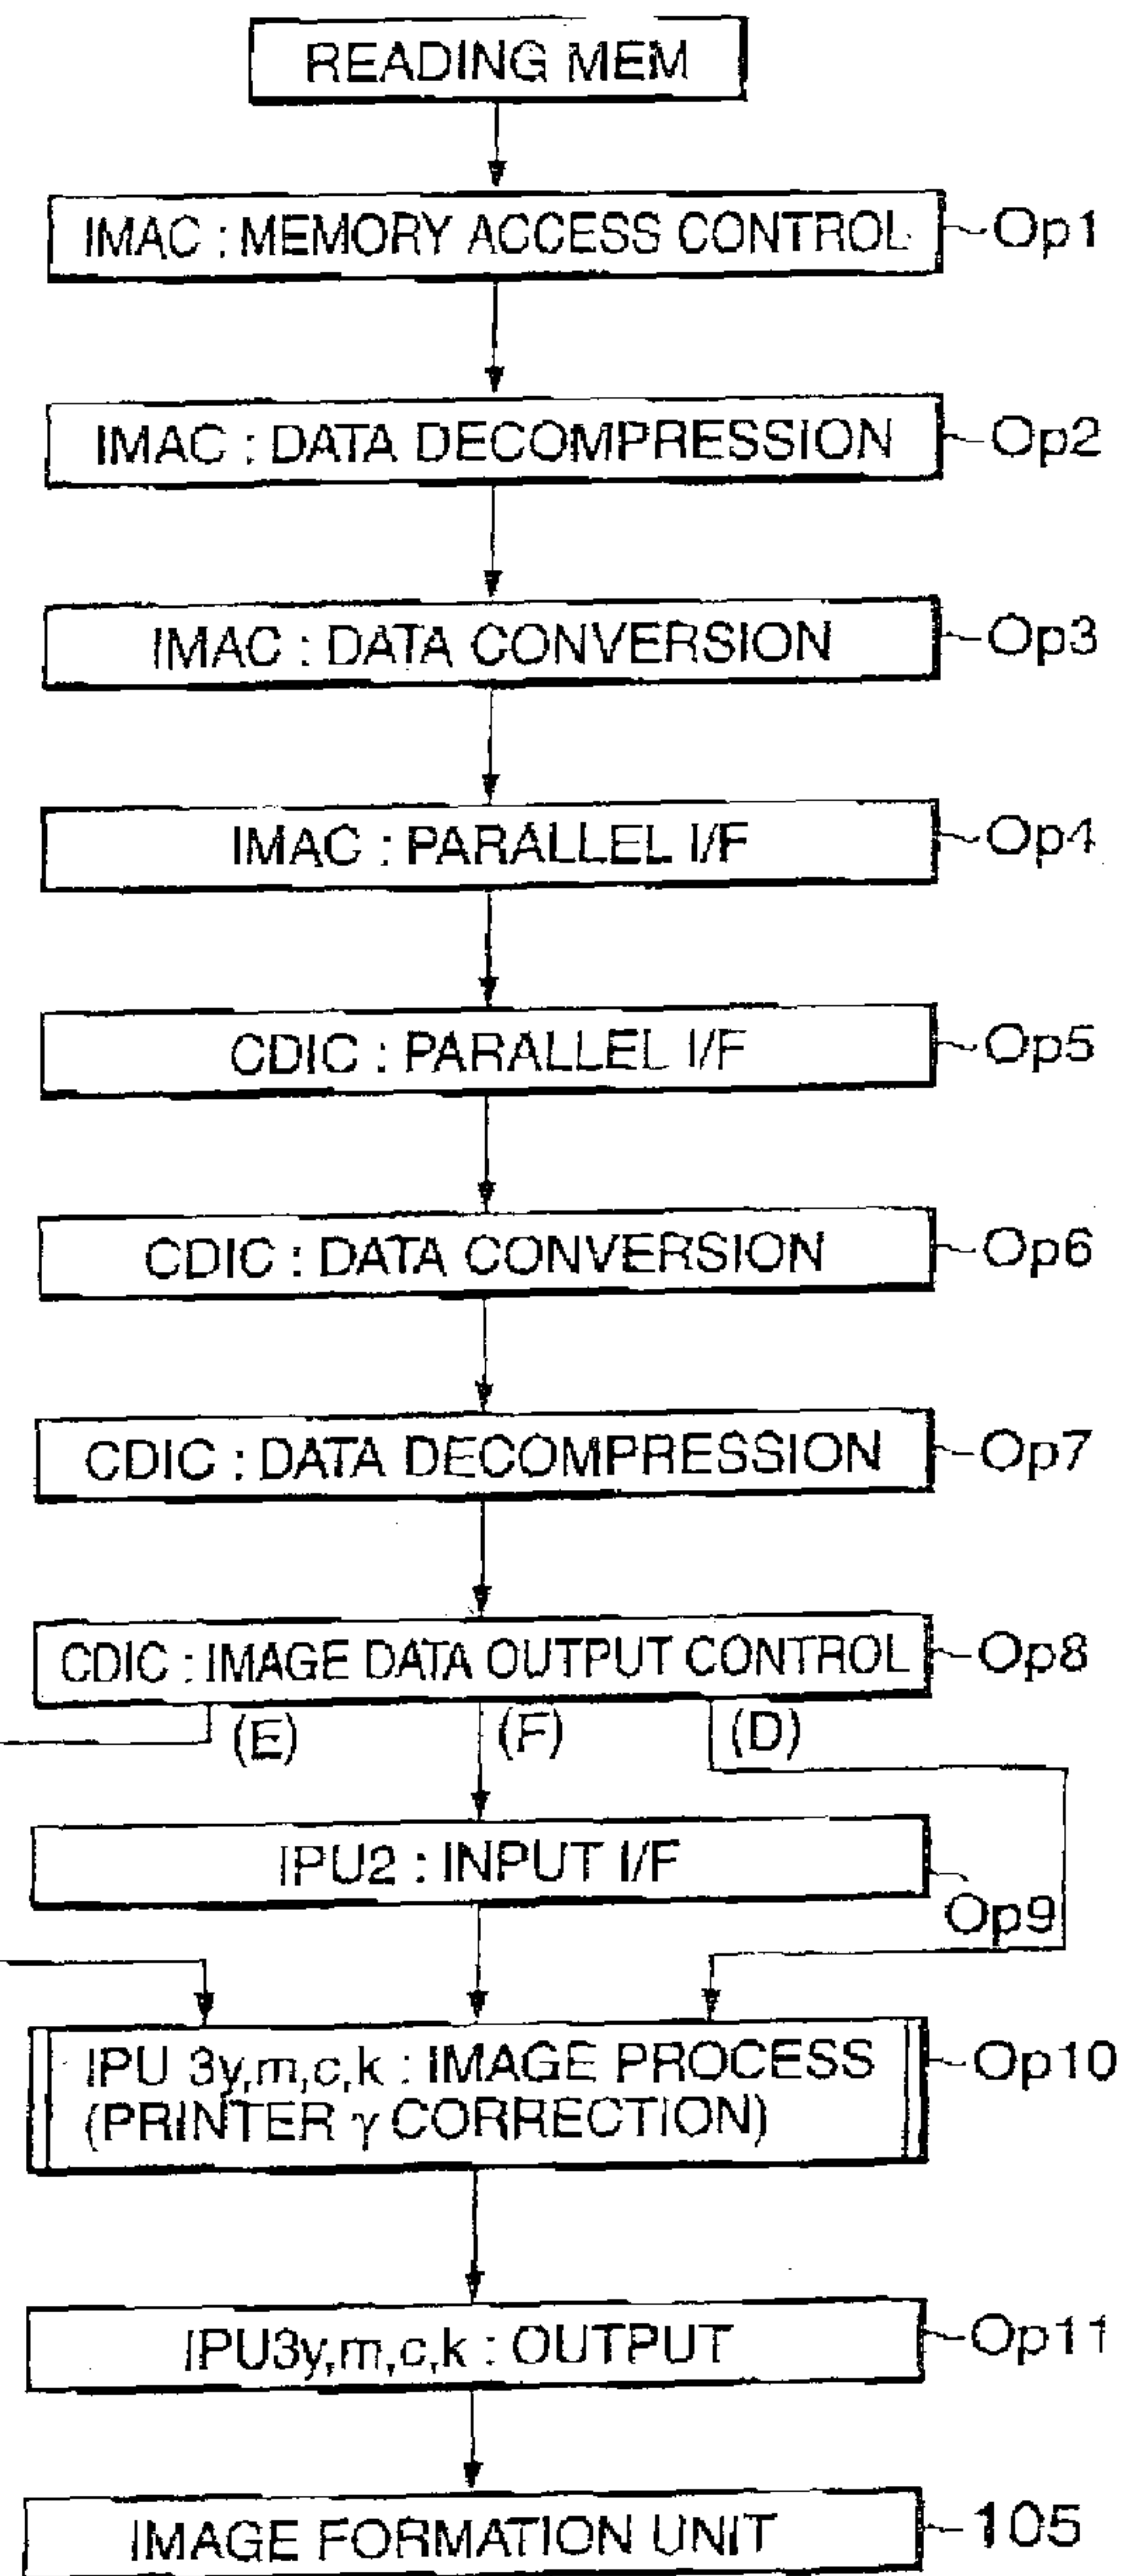 READING MEM
IMAC : MEMORY ACCESS CONTROL
Op1
IMAC : DATA DECOMPRESSION
Op2
IMAC : DATA CONVERSION
Op3
IMAC : PARALLEL I/F
Op4
CDIC : PARALLEL I/F
Op5
CDIC : DATA CONVERSION
Op6
CDIC : DATA DECOMPRESSION
Op7
CDIC : IMAGE DATA OUTPUT CONTROL
Op8
(E) (F) (D)
IPU2 : INPUT I/F
Op9
IPU 3y,m,c,k : IMAGE PROCESS
(PRINTER γ CORRECTION)
Op10
IPU3y,m,c,k : OUTPUT
Op11
IMAGE FORMATION UNIT
105